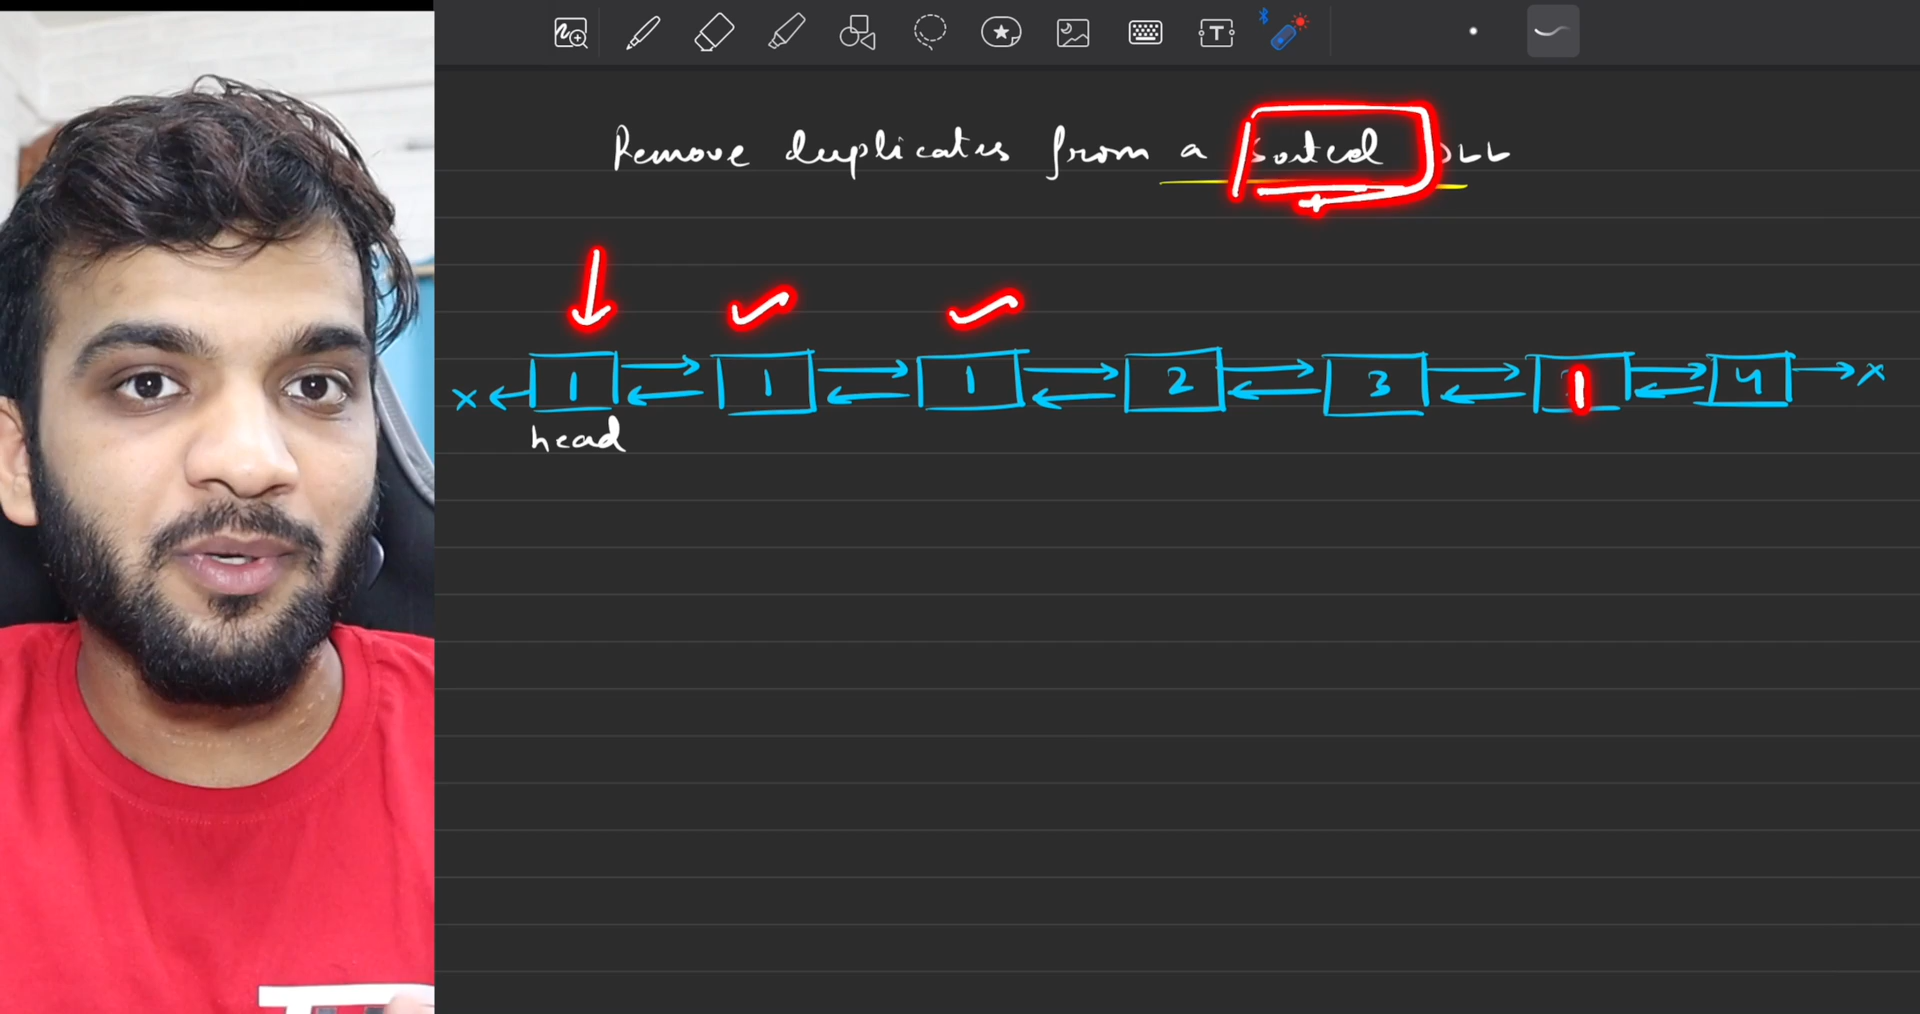 Remove duplicates from a sorted DLL
x 1 1 1 2 3 1 4 x
head